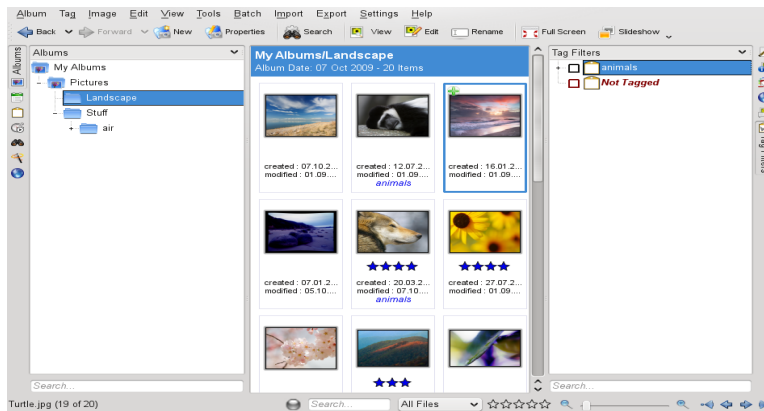 Album Tag Image Edit View Tools Batch Import Export Settings Help
Back Forward New Properties Search View Edit Rename Full Screen Slideshow
Albums
Albums
My Albums
Pictures
Landscape
Stuff
air
Search...
My Albums/Landscape
Album Date: 07 Oct 2009 - 20 Items
created : 07.10.2...
modified : 01.09....
created : 12.07.2...
modified : 01.09....
animals
created : 16.01.2...
modified : 01.09....
created : 07.01.2...
modified : 05.10....
created : 20.03.2...
modified : 07.10....
animals
created : 27.07.2...
modified : 01.09....
Tag Filters
animals
Not Tagged
Search...
Tag Filters
Turtle.jpg (19 of 20) Search... All Files